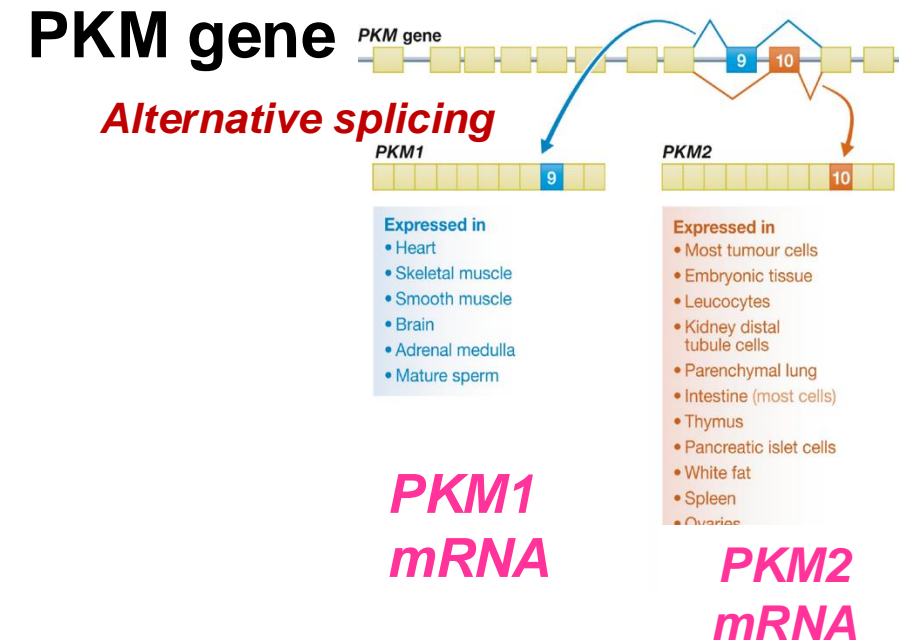 PKM gene
PKM gene
9
10
Alternative splicing
PKM1
9
Expressed in
• Heart
• Skeletal muscle
• Smooth muscle
• Brain
• Adrenal medulla
• Mature sperm
PKM2
10
Expressed in
• Most tumour cells
• Embryonic tissue
• Leucocytes
• Kidney distal
tubule cells
• Parenchymal lung
• Intestine (most cells)
• Thymus
• Pancreatic islet cells
• White fat
• Spleen
• Ovaries
PKM1
mRNA
PKM2
mRNA